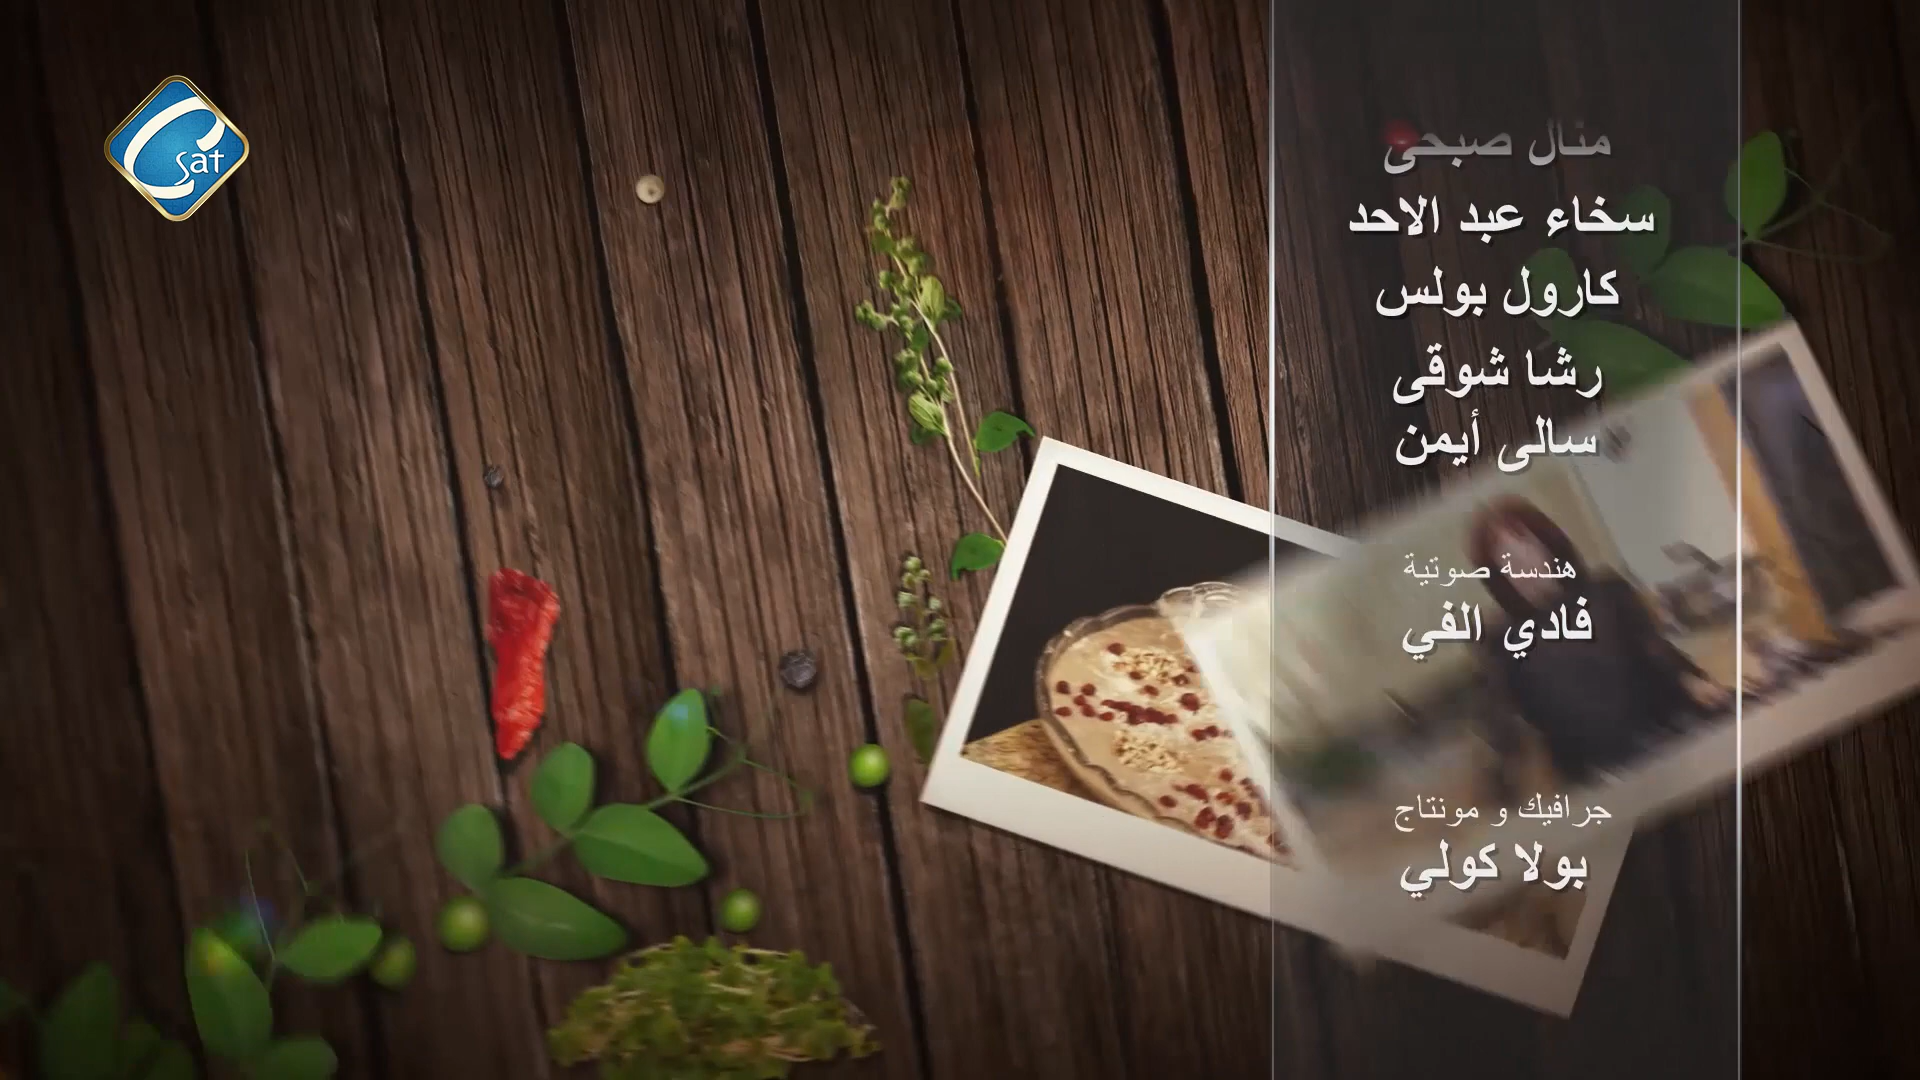 C sat
منال صبحى
سخاء عبد الاحد
كارول بولس
رشا شوقى
سالى أيمن
هندسة صوتية
فادي الفي
جرافيك و مونتاج
بولا كولي